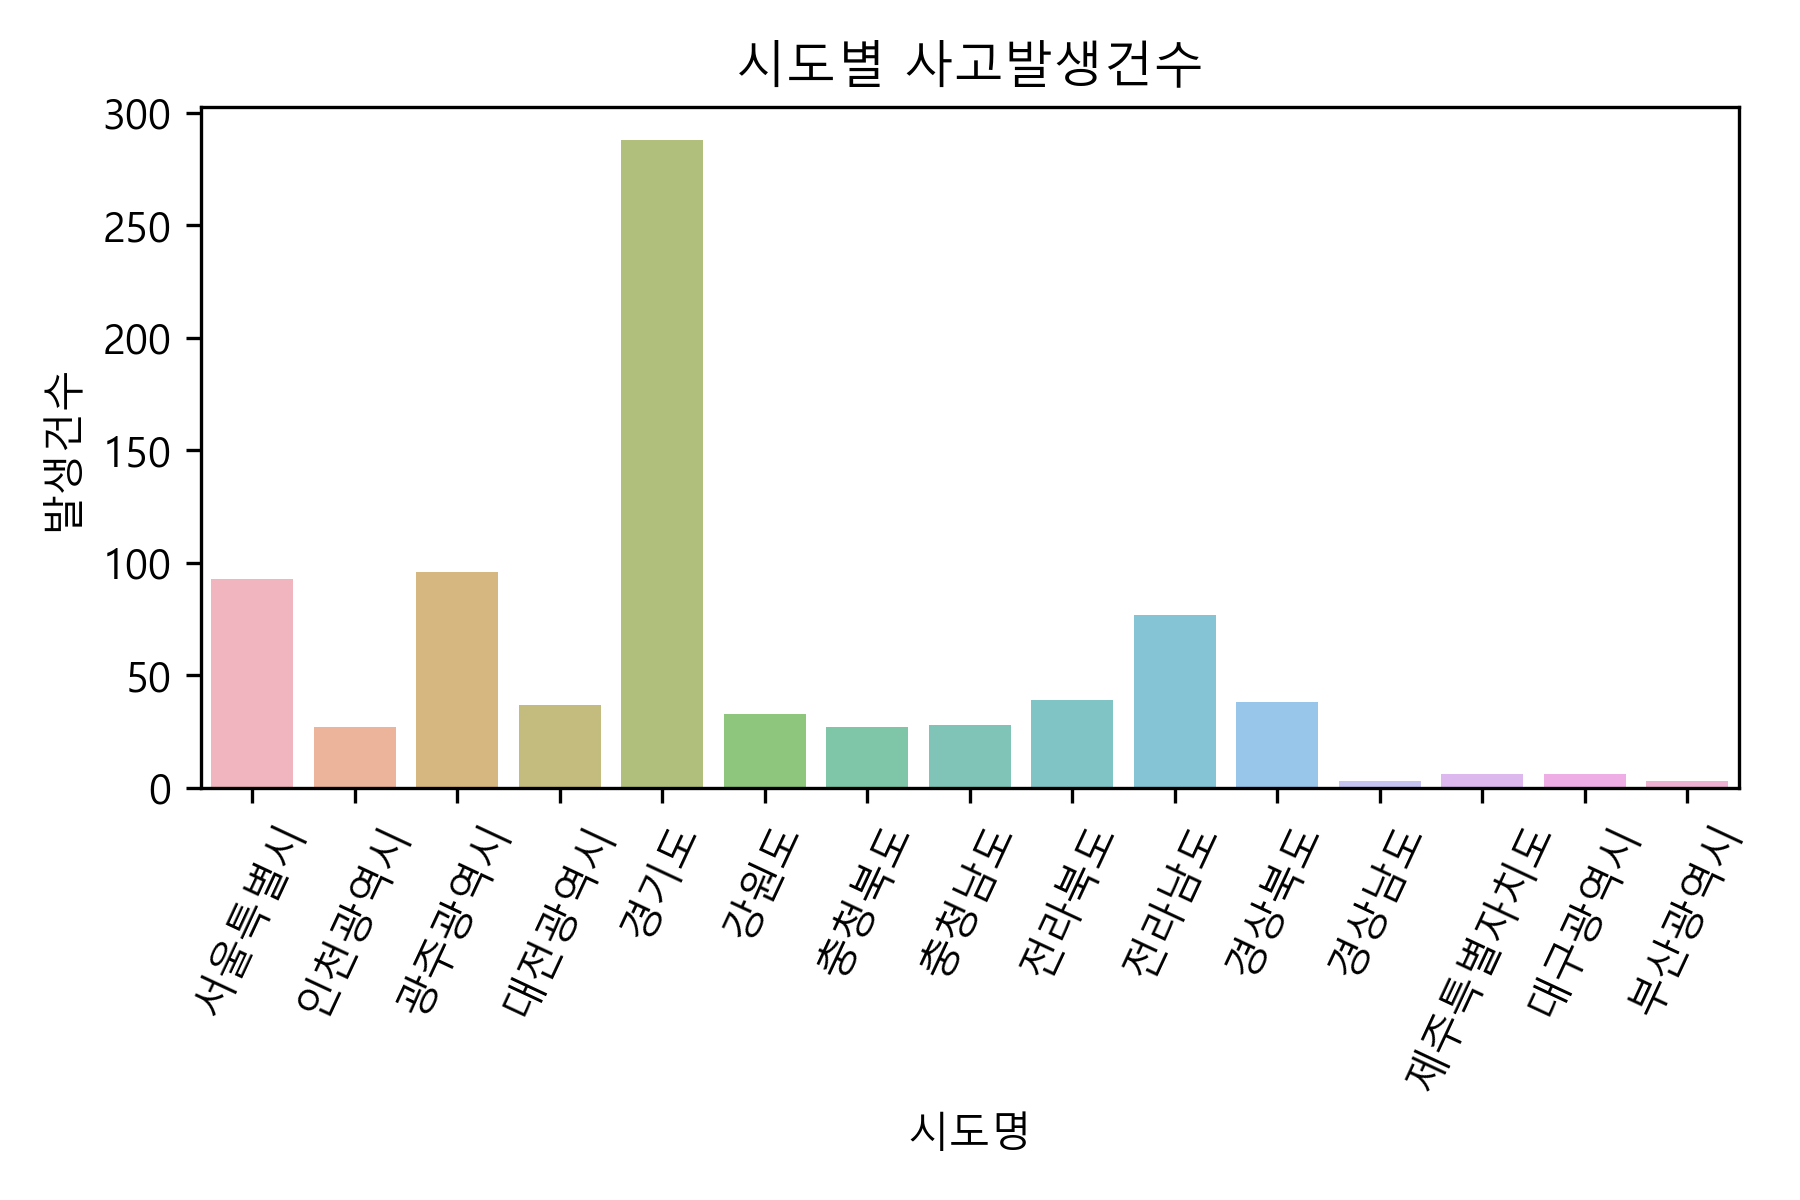 시도별 사고발생건수
발생건수
300
250
200
150
100
50
0
서울특별시
인천광역시
광주광역시
대전광역시
경기도
강원도
충청북도
충청남도
전라북도
전라남도
경상북도
경상남도
제주특별자치도
대구광역시
부산광역시
시도명